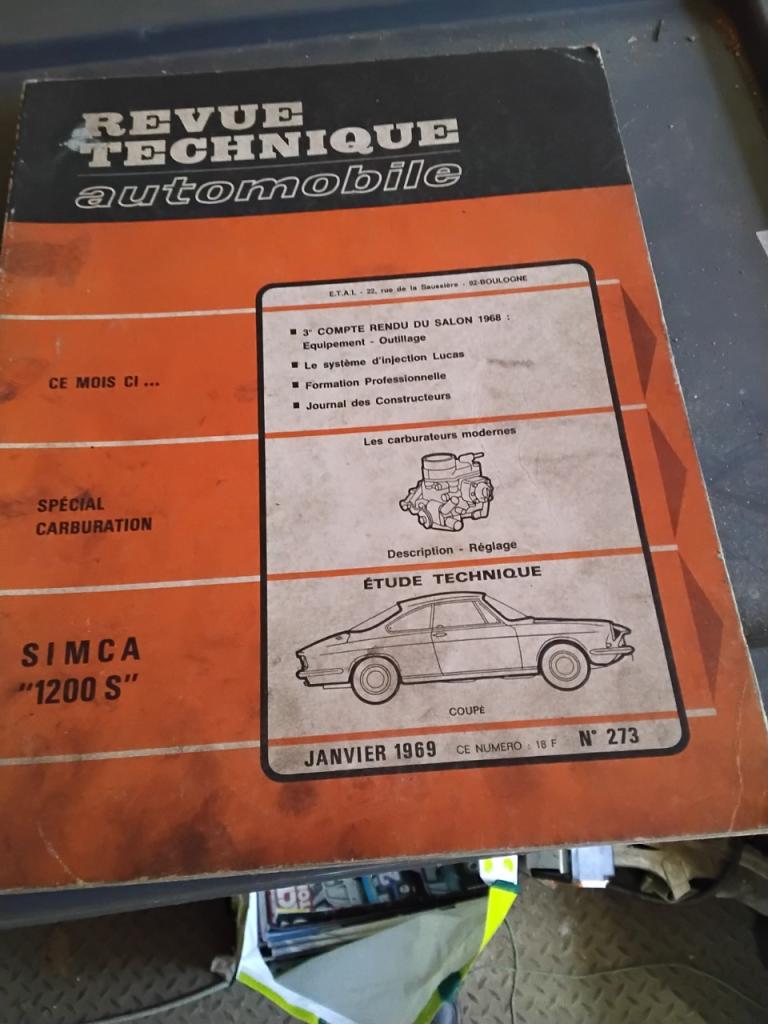 REVUE
TECHNIQUE
automobile
E.T.A.I. - 22, rue de la Saussière - 92-BOULOGNE
CE MOIS CI ...
■ 3e COMPTE RENDU DU SALON 1968 :
Equipement - Outillage
■ Le système d'injection Lucas
■ Formation Professionnelle
■ Journal des Constructeurs
SPÉCIAL
CARBURATION
Les carburateurs modernes
Description - Réglage
SIMCA
"1200 S"
ÉTUDE TECHNIQUE
COUPÉ
JANVIER 1969 CE NUMERO : 18 F N° 273